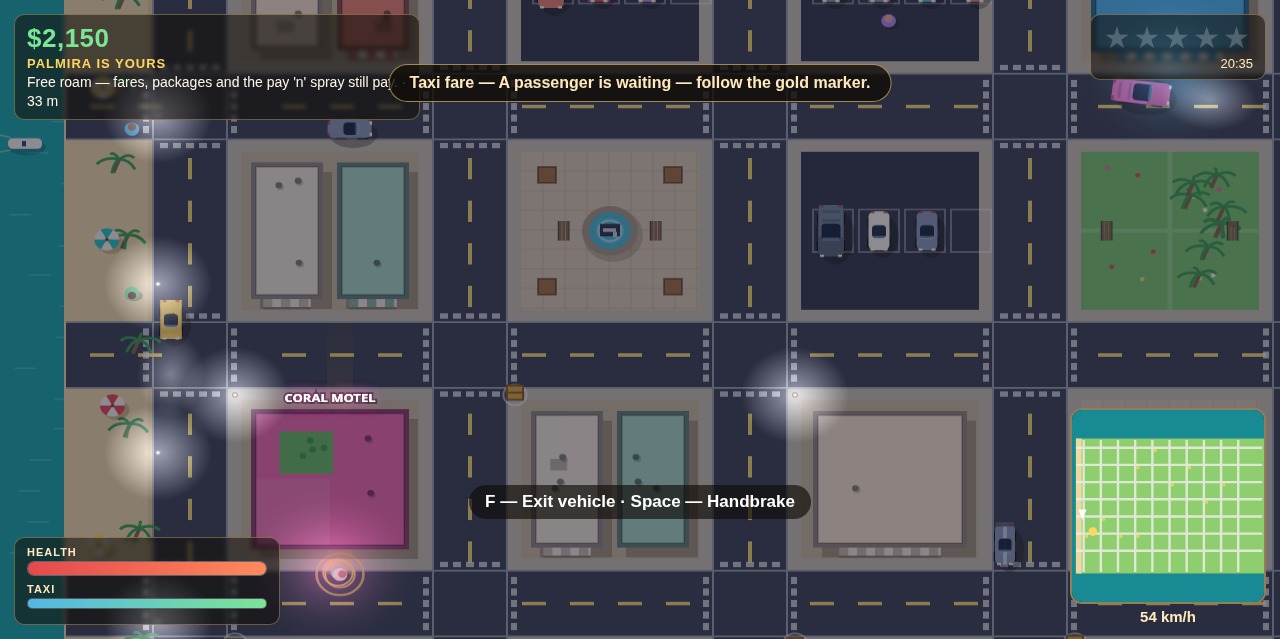 $2,150
PALMIRA IS YOURS
Free roam — fares, packages and the pay 'n' spray still pay.
33 m
Taxi fare — A passenger is waiting — follow the gold marker.
20:35
CORAL MOTEL
F — Exit vehicle · Space — Handbrake
HEALTH
TAXI
54 km/h